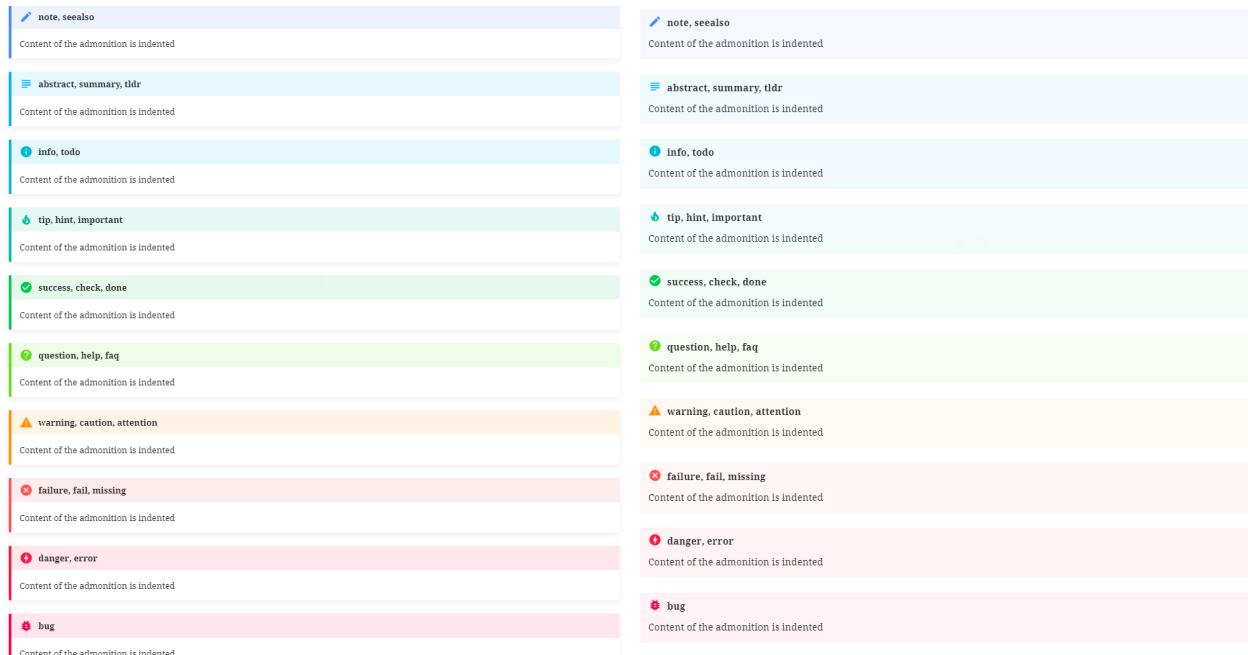 note, seealso
Content of the admonition is indented
abstract, summary, tldr
Content of the admonition is indented
info, todo
Content of the admonition is indented
tip, hint, important
Content of the admonition is indented
success, check, done
Content of the admonition is indented
question, help, faq
Content of the admonition is indented
warning, caution, attention
Content of the admonition is indented
failure, fail, missing
Content of the admonition is indented
danger, error
Content of the admonition is indented
bug
Content of the admonition is indented
note, seealso
Content of the admonition is indented
abstract, summary, tldr
Content of the admonition is indented
info, todo
Content of the admonition is indented
tip, hint, important
Content of the admonition is indented
success, check, done
Content of the admonition is indented
question, help, faq
Content of the admonition is indented
warning, caution, attention
Content of the admonition is indented
failure, fail, missing
Content of the admonition is indented
danger, error
Content of the admonition is indented
bug
Content of the admonition is indented